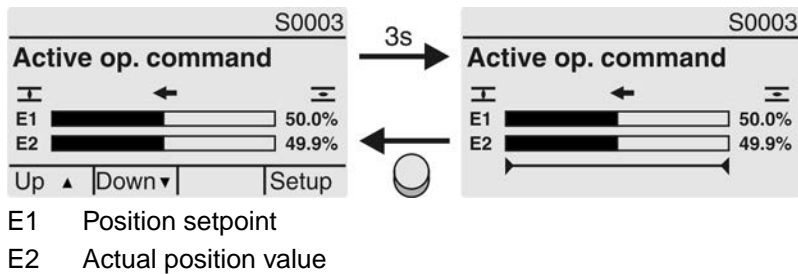 S0003
Active op. command
E1 50.0%
E2 49.9%
Up ▲ Down ▼ Setup
3s
S0003
Active op. command
E1 50.0%
E2 49.9%
E1 Position setpoint
E2 Actual position value